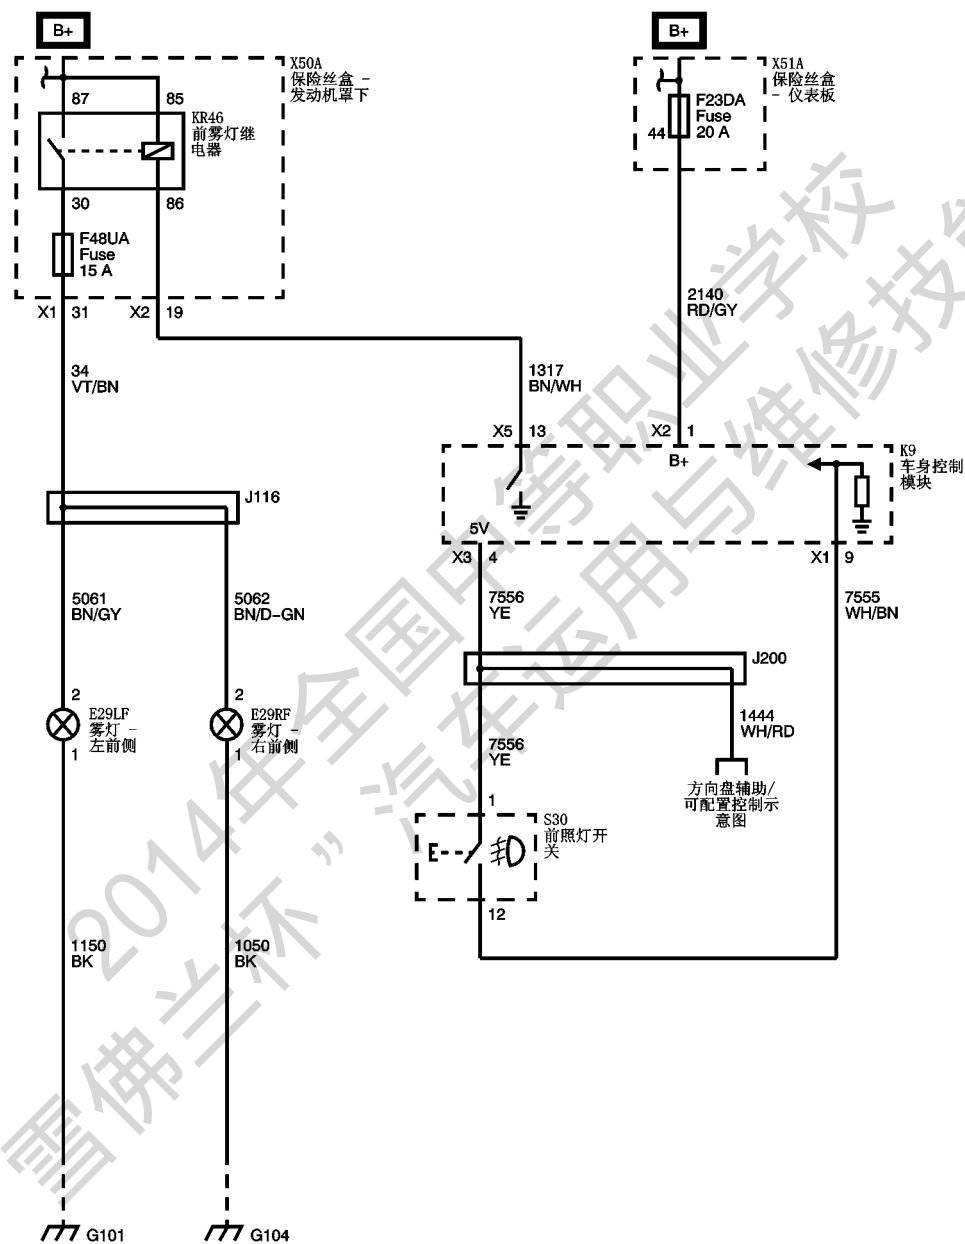 B+
B+
X50A
保险丝盒 -
发动机罩下
X51A
保险丝盒
- 仪表板
87
85
KR46
前雾灯继
电器
F23DA
Fuse
20 A
44
30
86
F48UA
Fuse
15 A
X1
31
X2
19
2140
RD/GY
34
VT/BN
1317
BN/WH
X5
13
X2
1
B+
K9
车身控制
模块
J116
5V
X3
4
X1
9
5061
BN/GY
5062
BN/D-GN
7556
YE
7555
WH/BN
J200
2
E29LF
雾灯 -
左前侧
1
2
E29RF
雾灯 -
右前侧
1
7556
YE
1444
WH/RD
方向盘辅助/
可配置控制示
意图
1
S30
前照灯开
关
12
1150
BK
1050
BK
G101
G104
2014年全国中等职业学校
雪佛兰杯”汽车运用与维修技